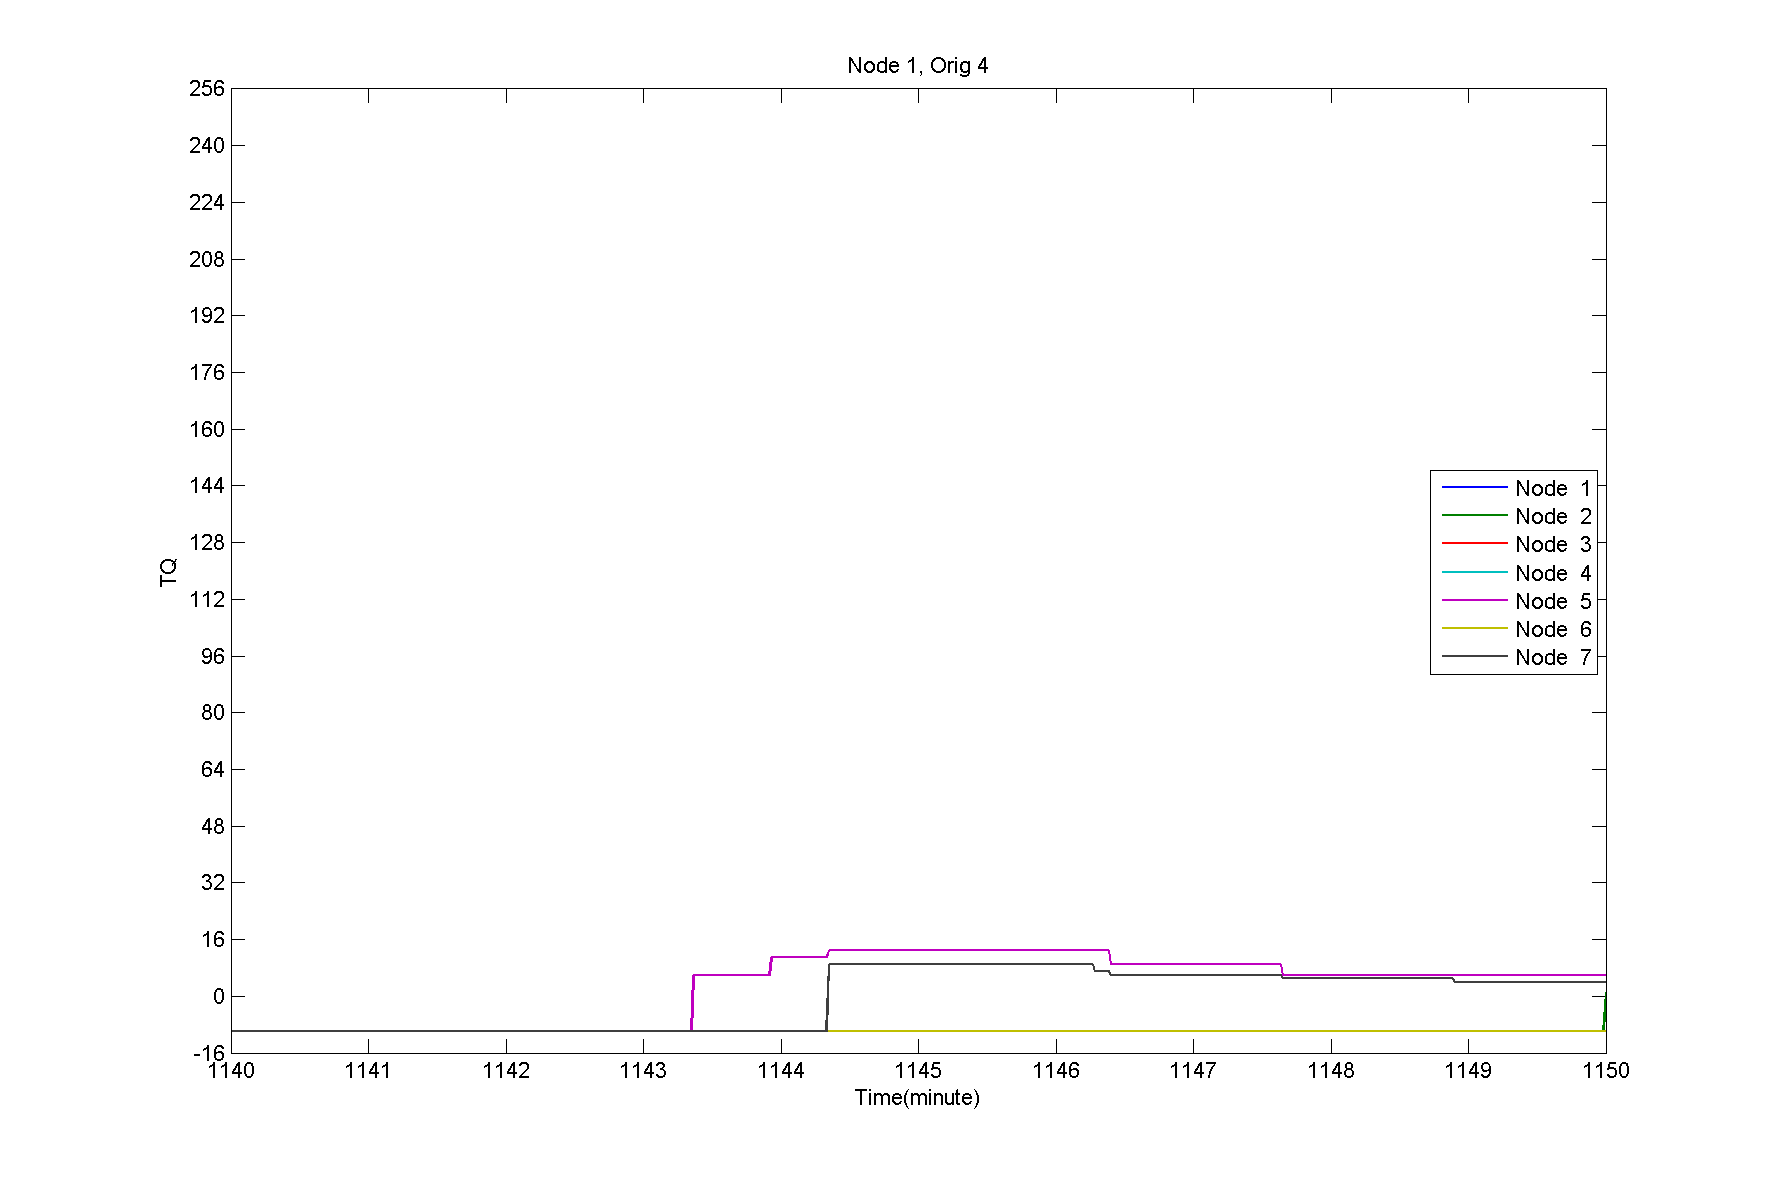 Node 1, Orig 4
256
240
224
208
192
176
160
144
128
112
96
80
64
48
32
16
0
-16
TQ
Node 1
Node 2
Node 3
Node 4
Node 5
Node 6
Node 7
1140 1141 1142 1143 1144 1145 1146 1147 1148 1149 1150
Time(minute)